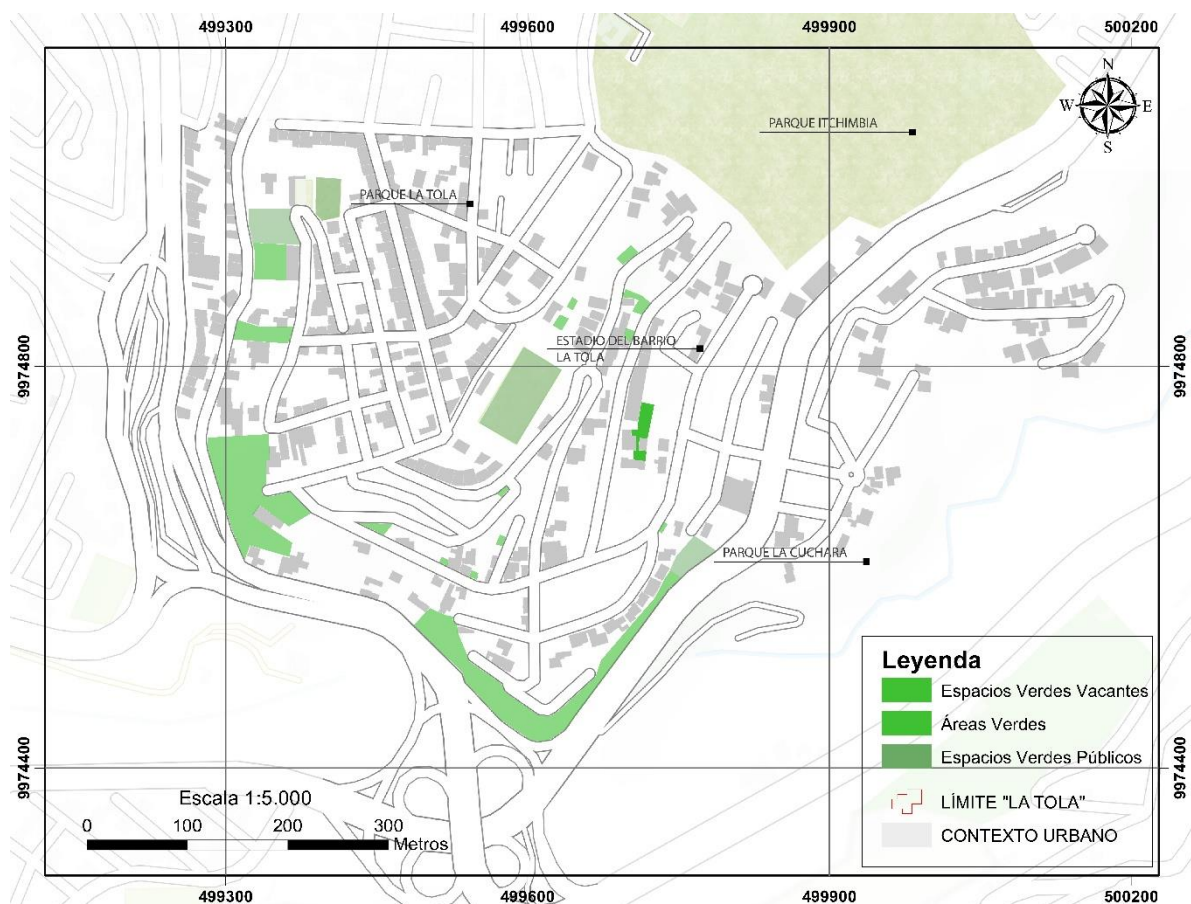 499300
499600
499900
500200
N
W
E
S
PARQUE ITCHIMBIA
PARQUE LA TOLA
ESTADIO DEL BARRIO
LA TOLA
9974800
9974800
PARQUE LA CUCHARA
Leyenda
Espacios Verdes Vacantes
Áreas Verdes
Espacios Verdes Públicos
LÍMITE "LA TOLA"
CONTEXTO URBANO
9974400
9974400
Escala 1:5.000
0
100
200
300
Metros
499300
499600
499900
500200